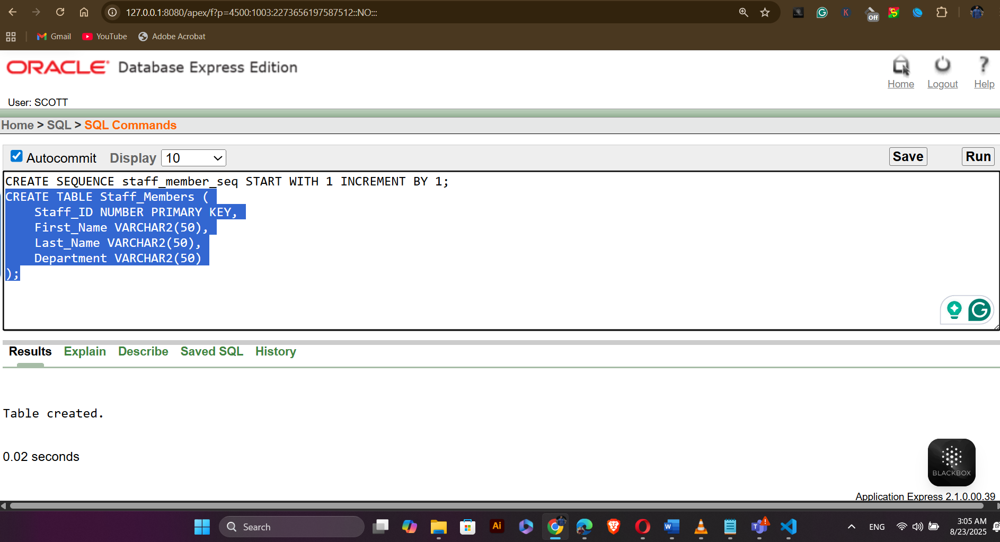 127.0.0.1:8080/apex/f?p=4500:1003:2273656197587512::NO:::
Off
Gmail
YouTube
Adobe Acrobat
ORACLE Database Express Edition
Home
Logout
Help
User: SCOTT
Home > SQL > SQL Commands
Autocommit Display 10
Save
Run
CREATE SEQUENCE staff_member_seq START WITH 1 INCREMENT BY 1;
CREATE TABLE Staff_Members (
    Staff_ID NUMBER PRIMARY KEY,
    First_Name VARCHAR2(50),
    Last_Name VARCHAR2(50),
    Department VARCHAR2(50)
);
Results Explain Describe Saved SQL History
Table created.
0.02 seconds
BLACKBOX
Application Express 2.1.0.00.39
Search
Ai
ENG
3:05 AM
8/23/2025